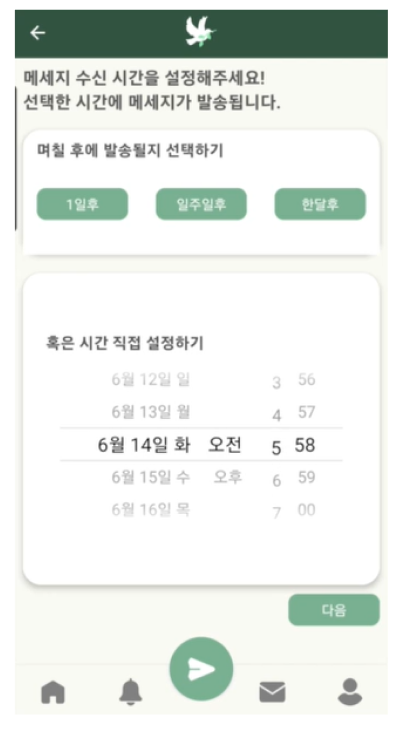 메세지 수신 시간을 설정해주세요!
선택한 시간에 메세지가 발송됩니다.
며칠 후에 발송될지 선택하기
1일후 일주일후 한달후
혹은 시간 직접 설정하기
6월 12일 일 3 56
6월 13일 월 4 57
6월 14일 화 오전 5 58
6월 15일 수 오후 6 59
6월 16일 목 7 00
다음